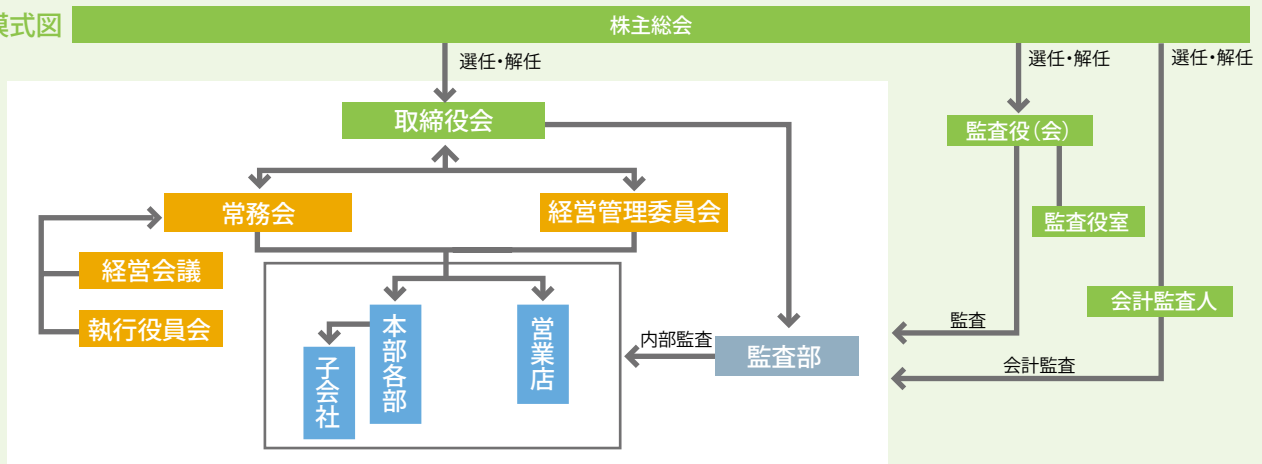 模式図
株主総会
選任・解任
選任・解任
選任・解任
取締役会
監査役（会）
常務会
経営管理委員会
監査役室
経営会議
会計監査人
執行役員会
本部各部
営業店
子会社
内部監査
監査部
監査
会計監査